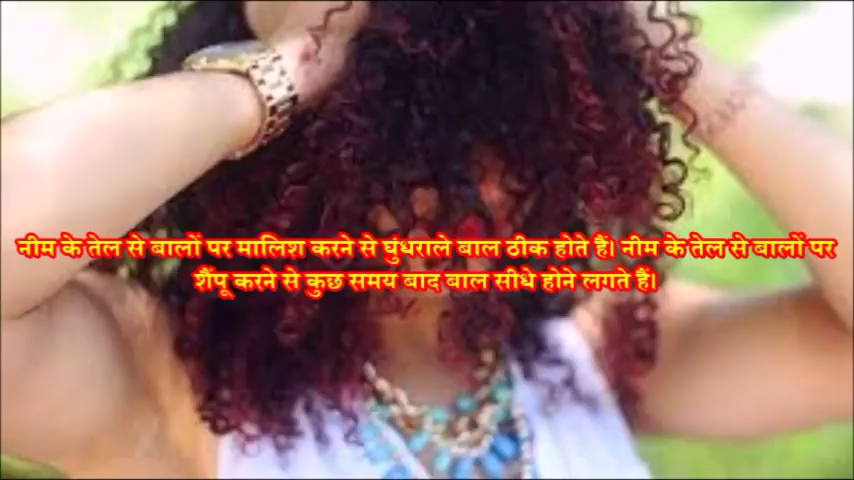 नीम के तेल से बालों पर मालिश करने से घुंघराले बाल ठीक होते हैं। नीम के तेल से बालों पर
शैंपू करने से कुछ समय बाद बाल सीधे होने लगते हैं।